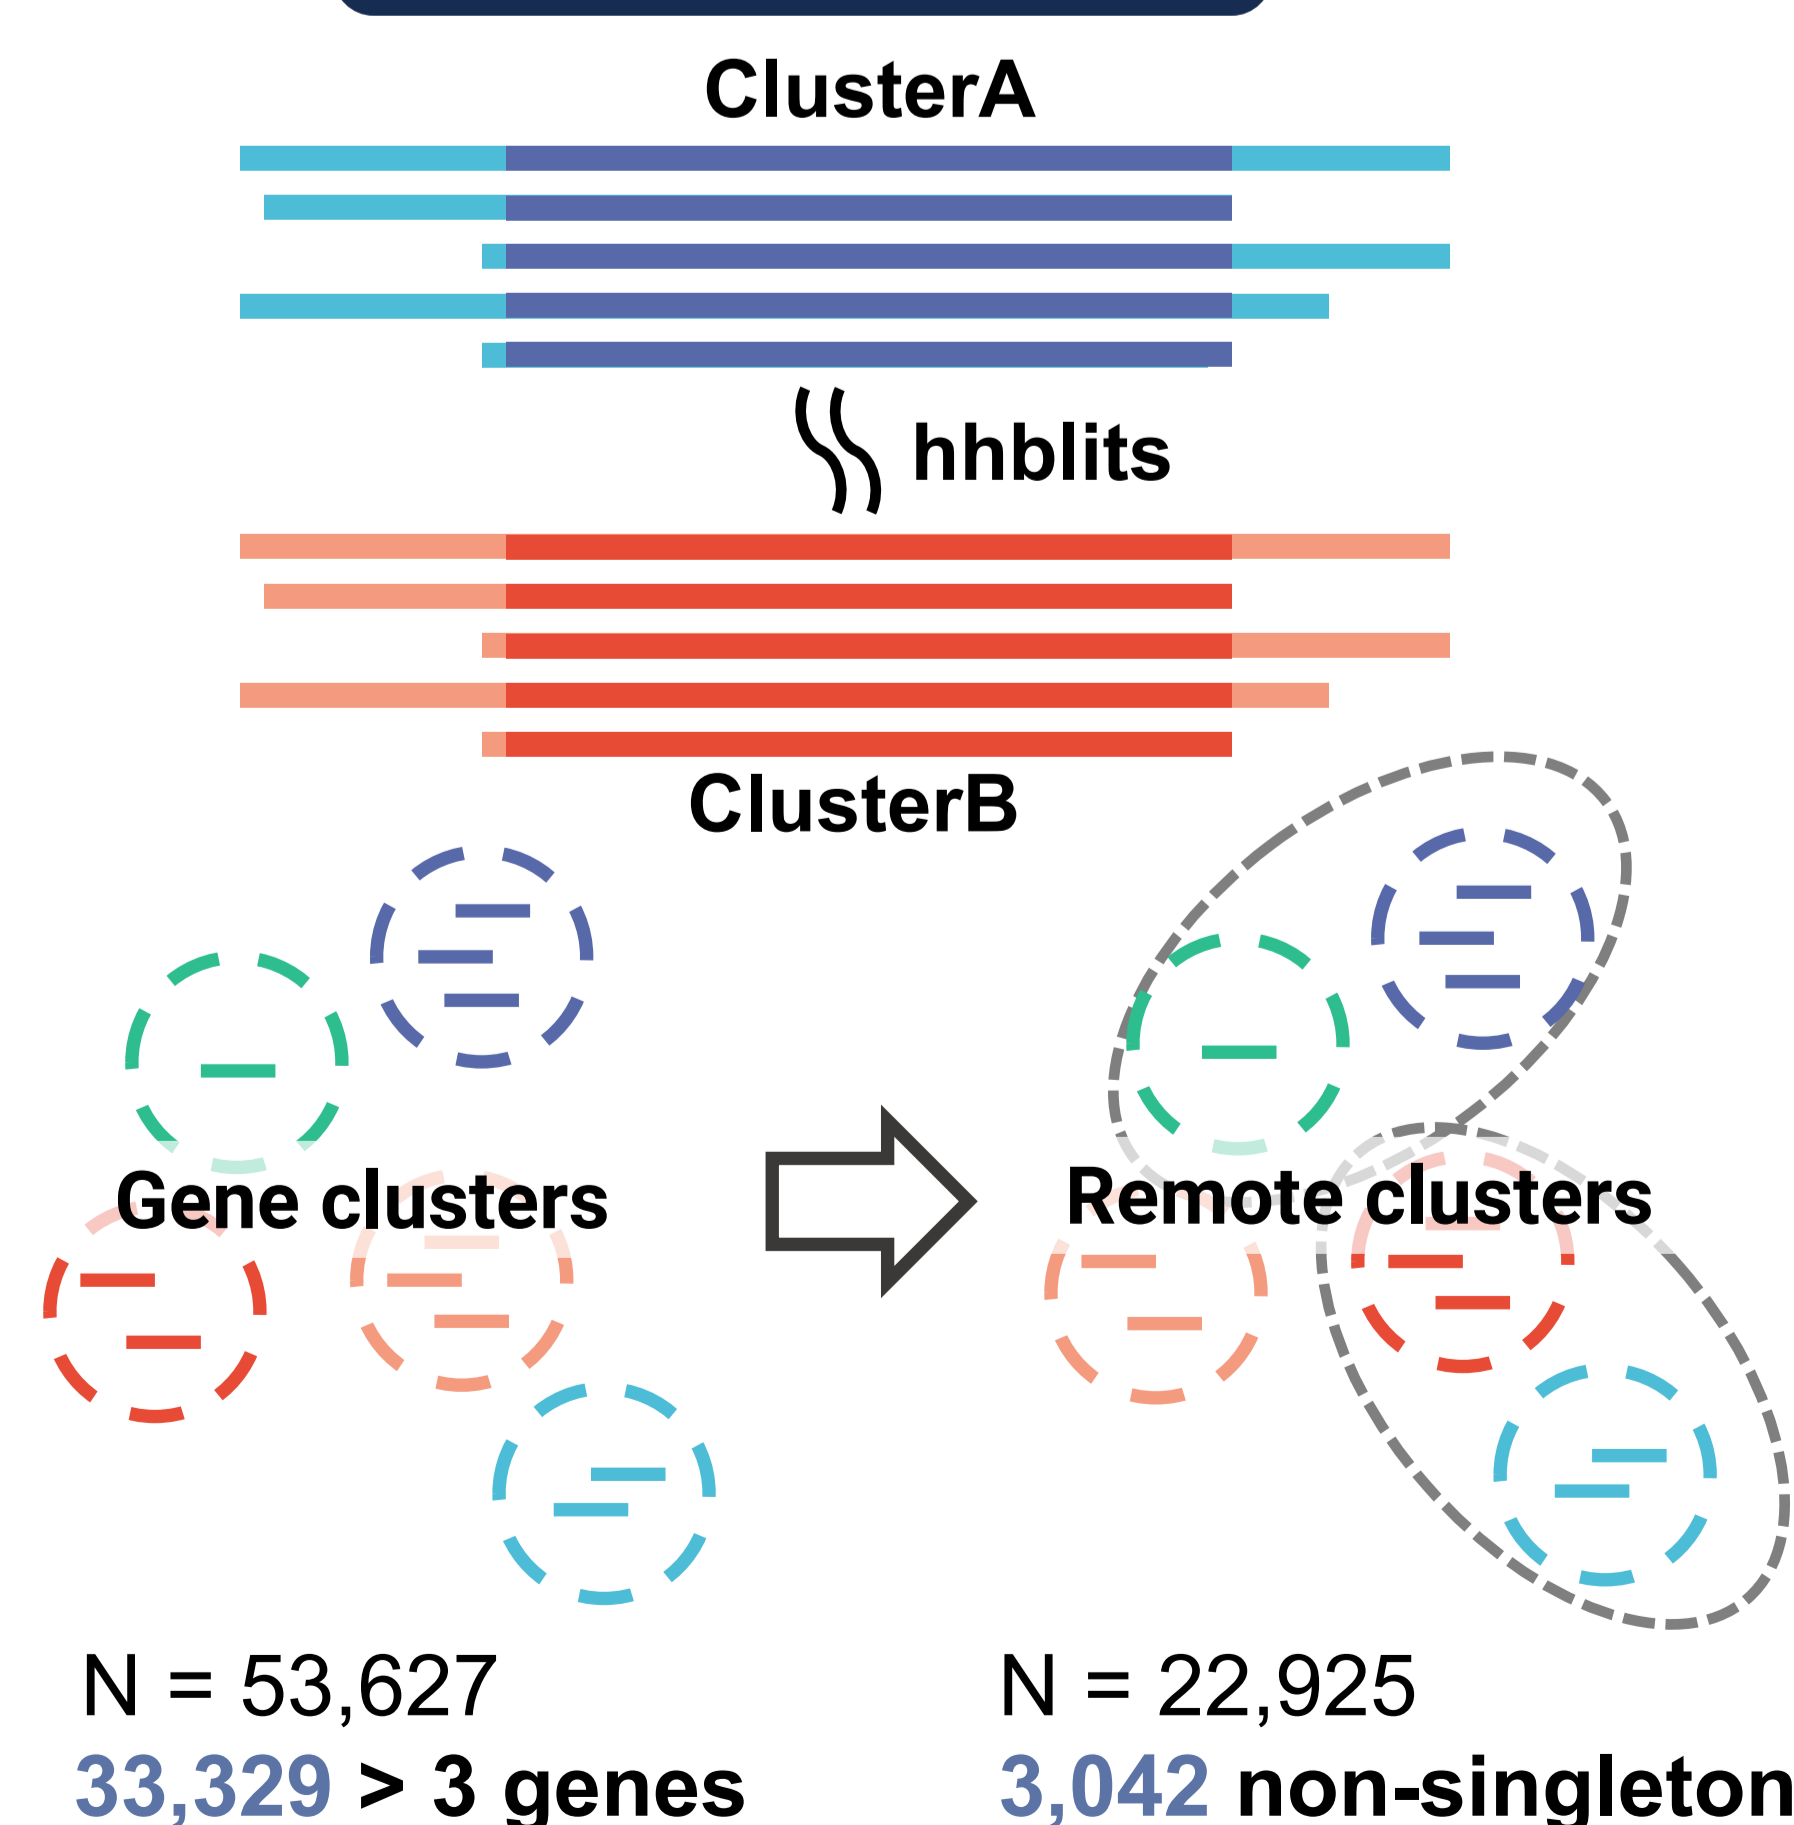 ClusterA
hhblits
ClusterB
Gene clusters
Remote clusters
N = 53,627
33,329 > 3 genes
N = 22,925
3,042 non-singleton